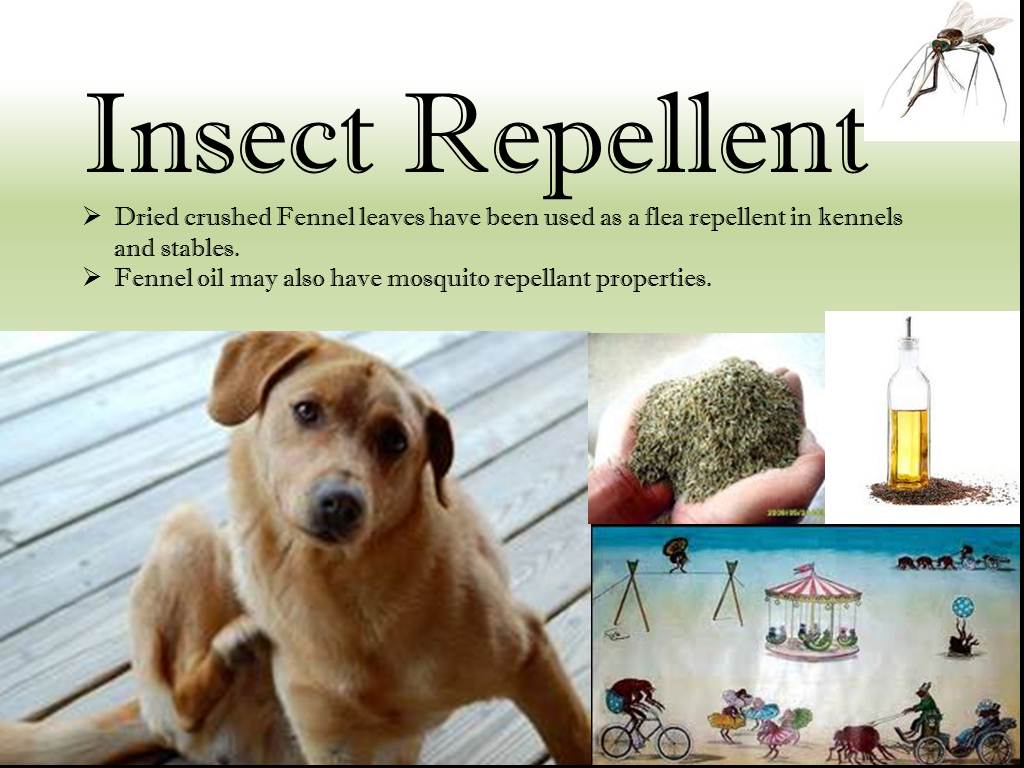 Insect Repellent
➢ Dried crushed Fennel leaves have been used as a flea repellent in kennels
and stables.
➢ Fennel oil may also have mosquito repellant properties.